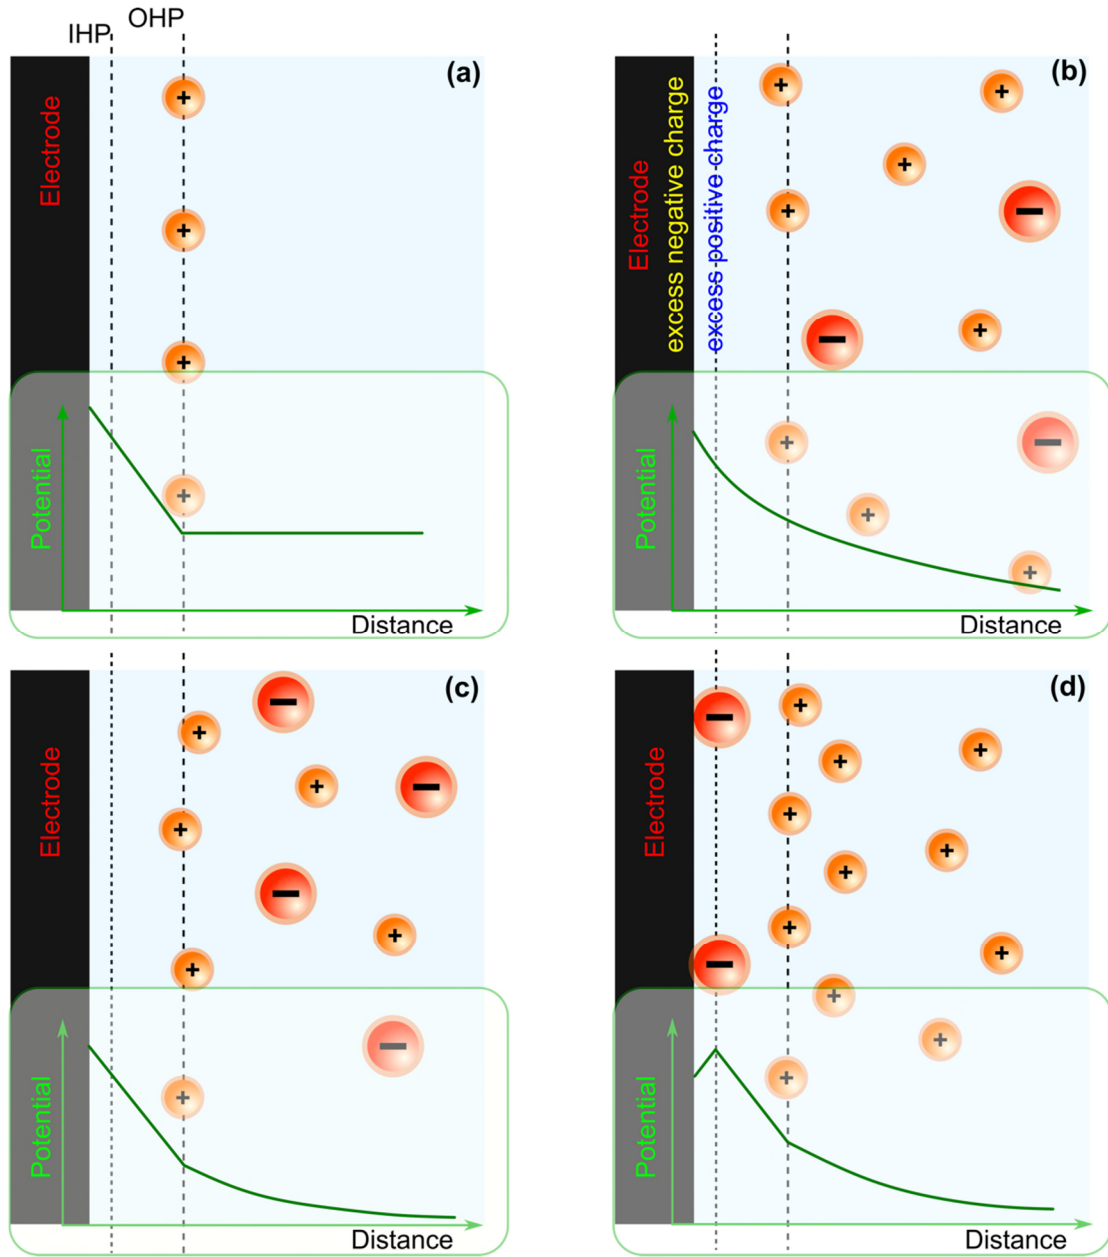 IHP
OHP
(a)
Electrode
+
+
+
+
Potential
Distance
(b)
Electrode
excess negative charge
excess positive charge
+
+
+
+
−
−
+
+
−
+
+
Potential
Distance
(c)
Electrode
−
+
+
−
+
−
+
+
−
+
Potential
Distance
(d)
Electrode
−
+
+
+
+
+
+
+
−
+
+
+
+
Potential
Distance